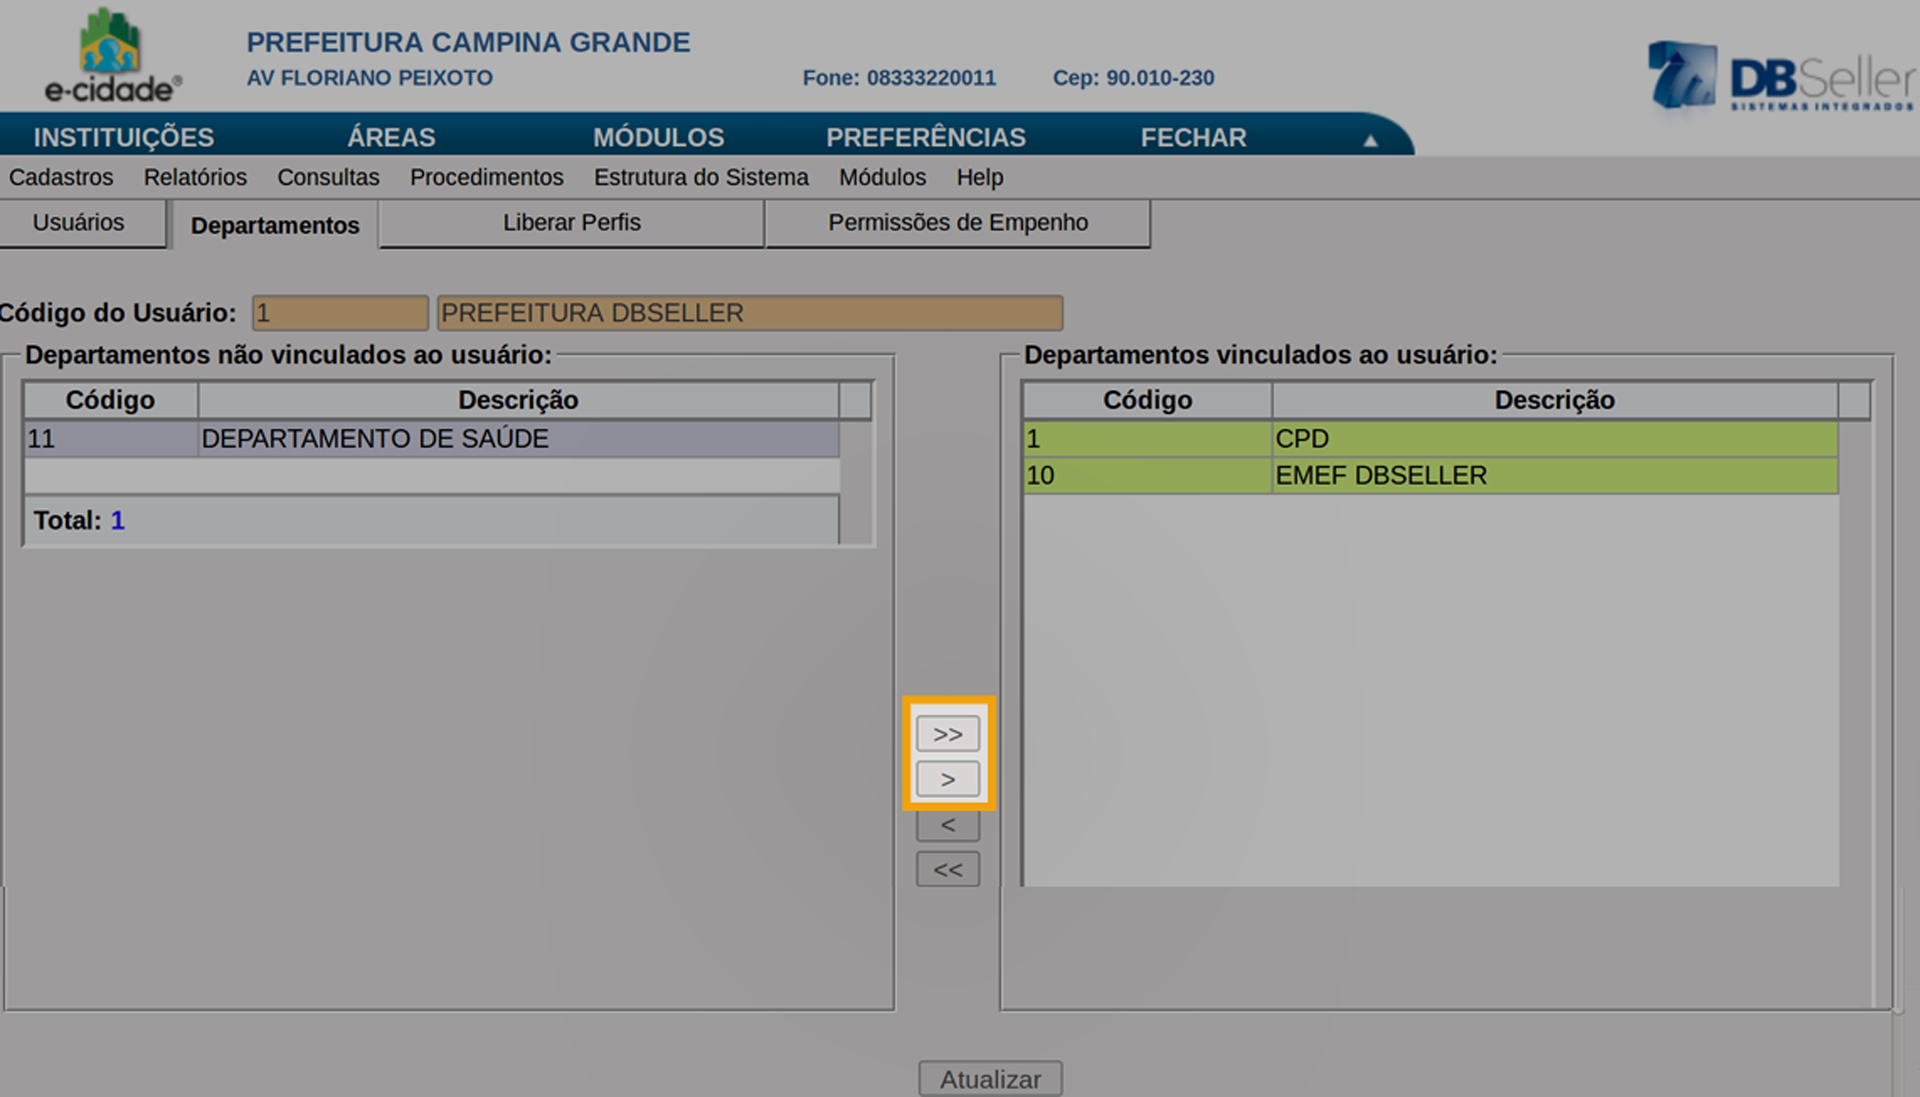 e-cidade®
PREFEITURA CAMPINA GRANDE
AV FLORIANO PEIXOTO Fone: 08333220011 Cep: 90.010-230
DBSeller
SISTEMAS INTEGRADOS
INSTITUIÇÕES ÁREAS MÓDULOS PREFERÊNCIAS FECHAR ▲
Cadastros Relatórios Consultas Procedimentos Estrutura do Sistema Módulos Help
Usuários Departamentos Liberar Perfis Permissões de Empenho
Código do Usuário: 1 PREFEITURA DBSELLER
Departamentos não vinculados ao usuário:
Código Descrição
11 DEPARTAMENTO DE SAÚDE
Total: 1
>>
>
<
<<
Departamentos vinculados ao usuário:
Código Descrição
1 CPD
10 EMEF DBSELLER
Atualizar